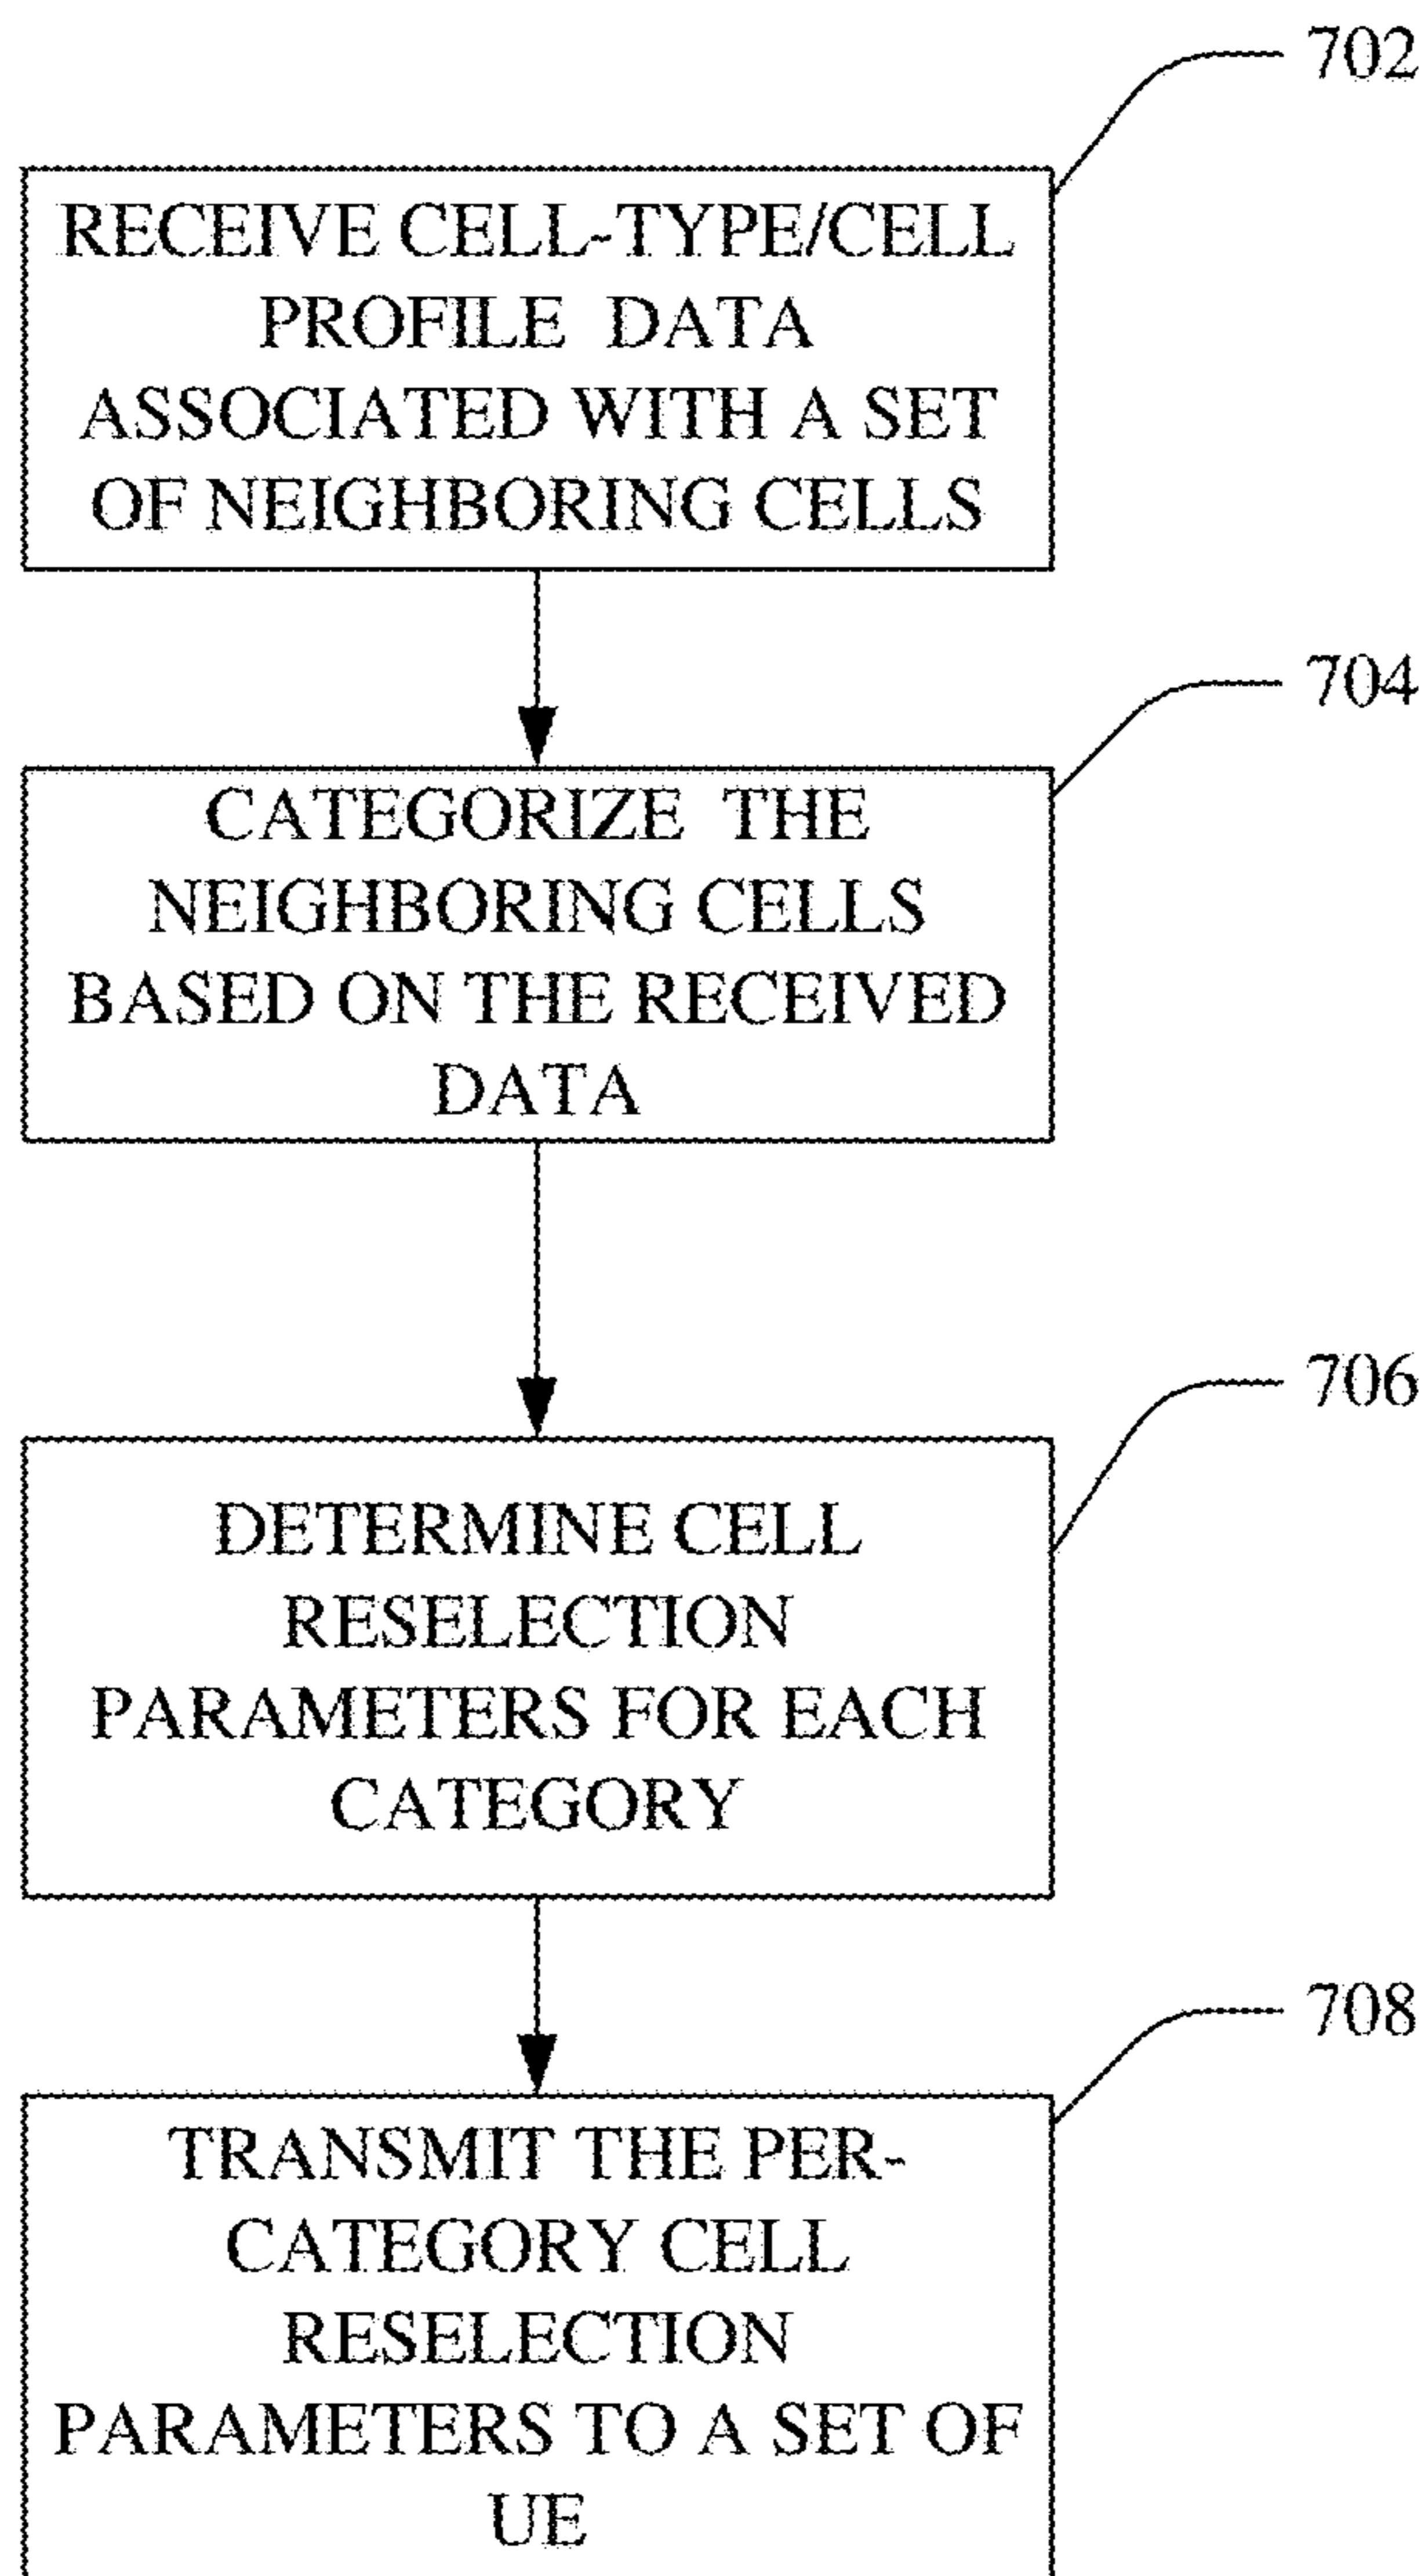 702
RECEIVE CELL-TYPE/CELL
PROFILE DATA
ASSOCIATED WITH A SET
OF NEIGHBORING CELLS
704
CATEGORIZE THE
NEIGHBORING CELLS
BASED ON THE RECEIVED
DATA
706
DETERMINE CELL
RESELECTION
PARAMETERS FOR EACH
CATEGORY
708
TRANSMIT THE PER-
CATEGORY CELL
RESELECTION
PARAMETERS TO A SET OF
UE